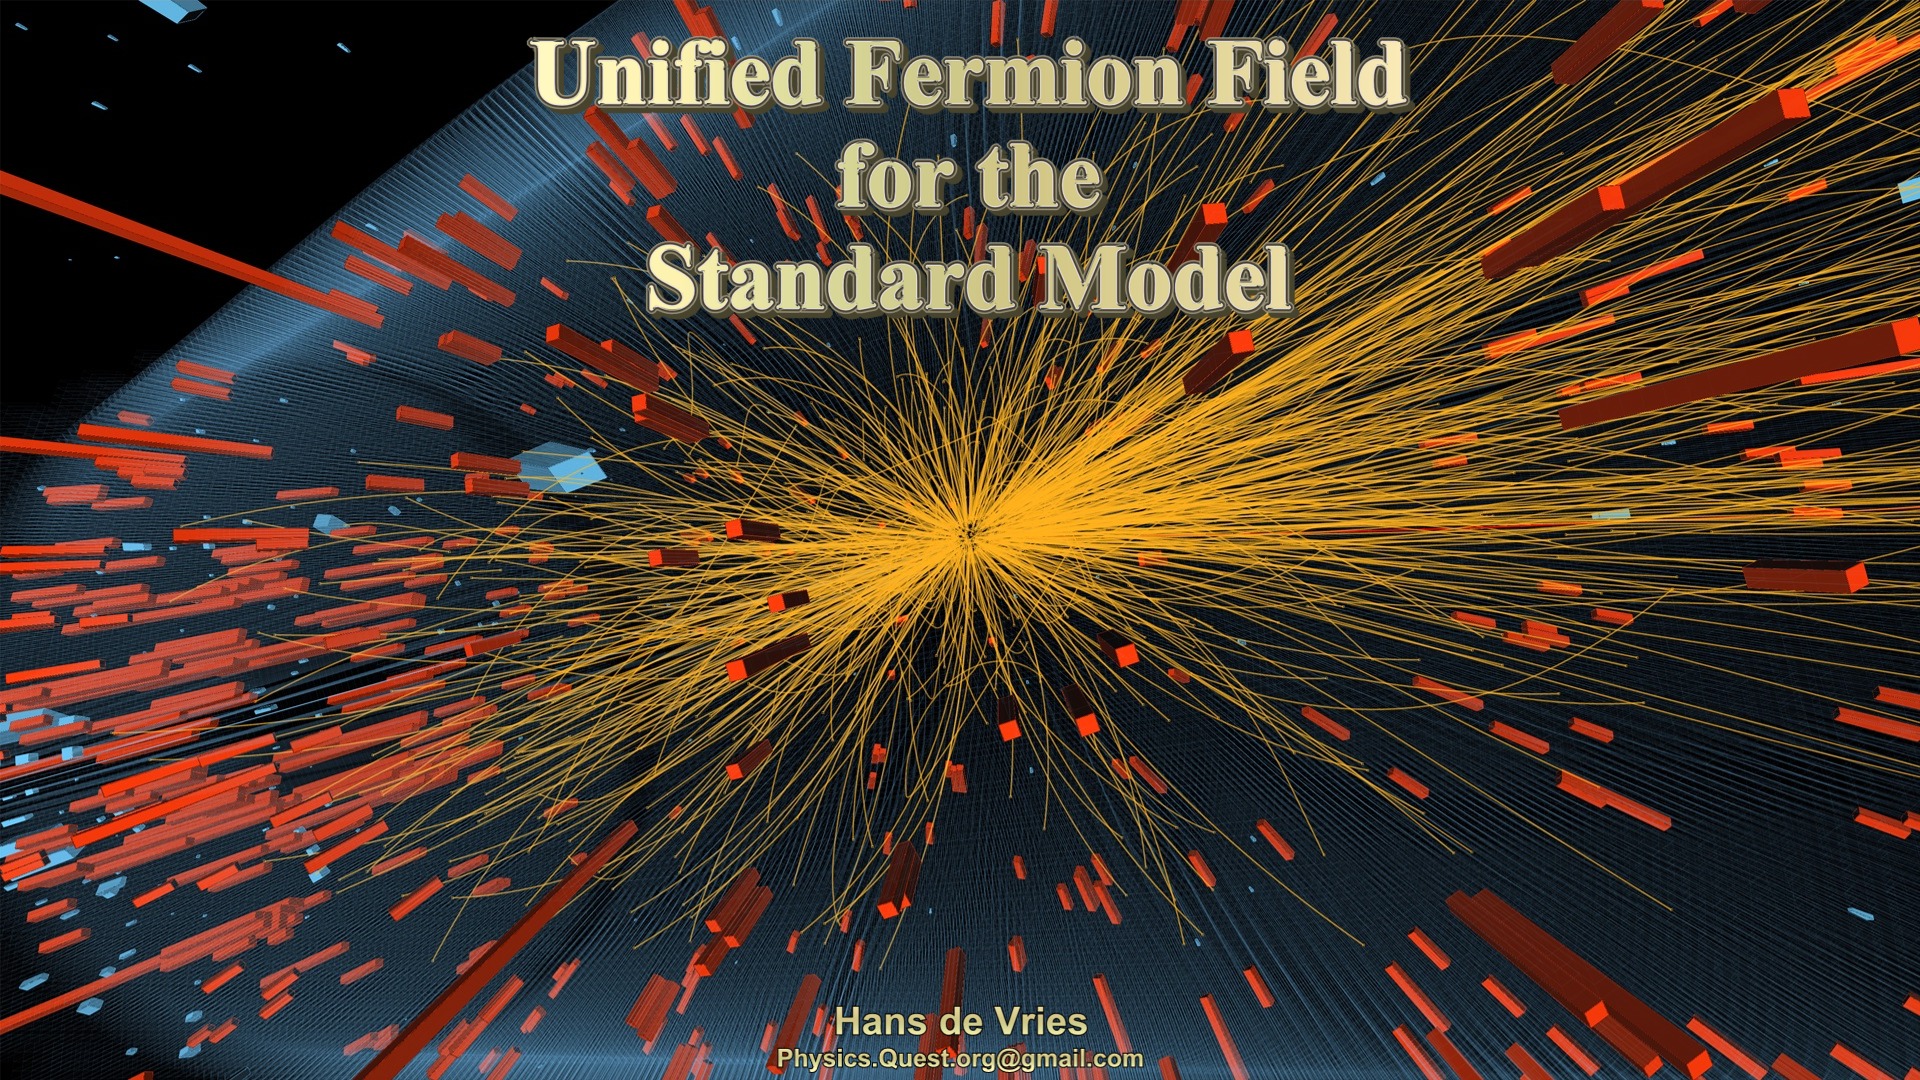 Unified Fermion Field
for the
Standard Model
Hans de Vries
Physics.Quest.org@gmail.com